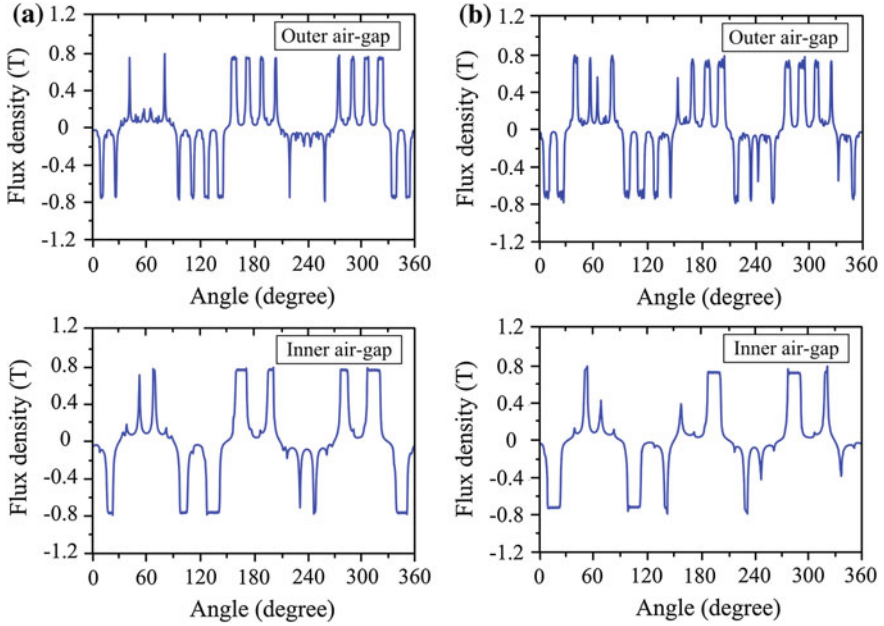 (a)
Outer air-gap
Flux density (T)
1.2
0.8
0.4
0
-0.4
-0.8
-1.2
0 60 120 180 240 300 360
Angle (degree)
(b)
Outer air-gap
Flux density (T)
1.2
0.8
0.4
0
-0.4
-0.8
-1.2
0 60 120 180 240 300 360
Angle (degree)
Inner air-gap
Flux density (T)
1.2
0.8
0.4
0
-0.4
-0.8
-1.2
0 60 120 180 240 300 360
Angle (degree)
Inner air-gap
Flux density (T)
1.2
0.8
0.4
0
-0.4
-0.8
-1.2
0 60 120 180 240 300 360
Angle (degree)